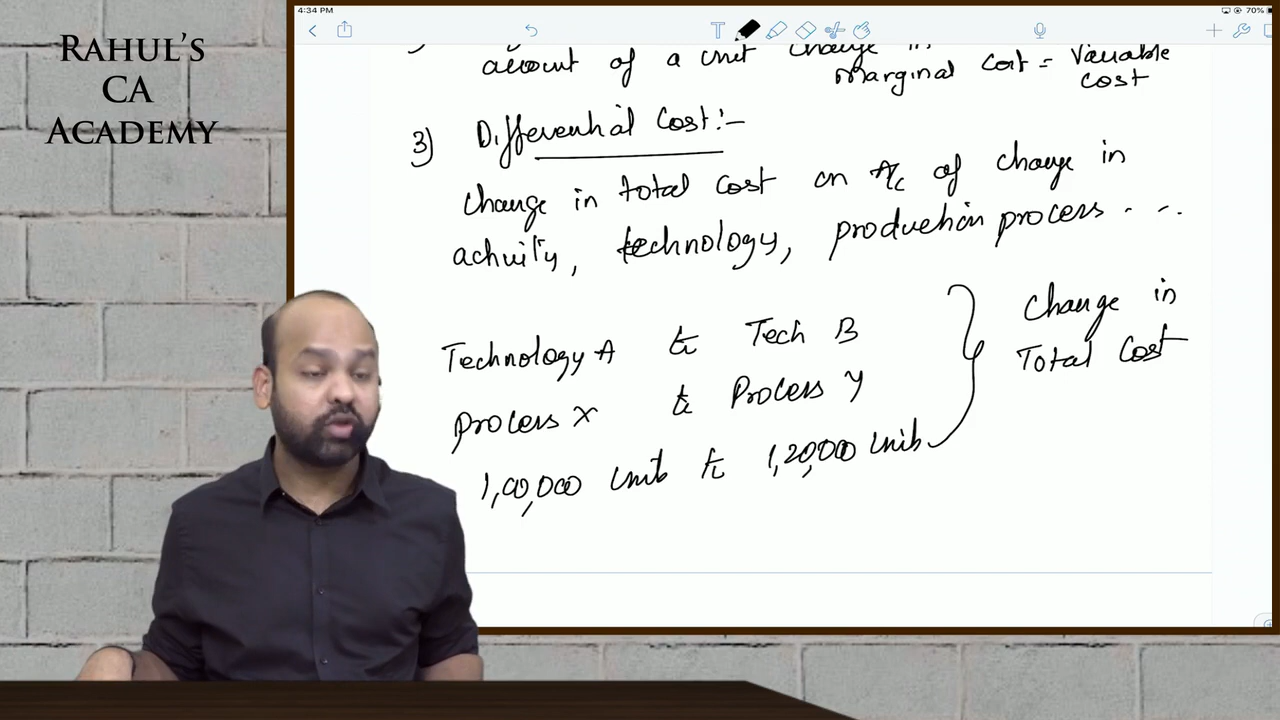 RAHUL'S
CA
ACADEMY
4:34 PM
70%
T
amount of a unit change in
marginal cost = Variable
cost
3) Differential Cost:-
Change in total cost on A/c of change in
activity, technology, production process - - -
Technology A to Tech B
Process X to Process Y
1,00,000 units to 1,20,000 units
Change in
Total Cost